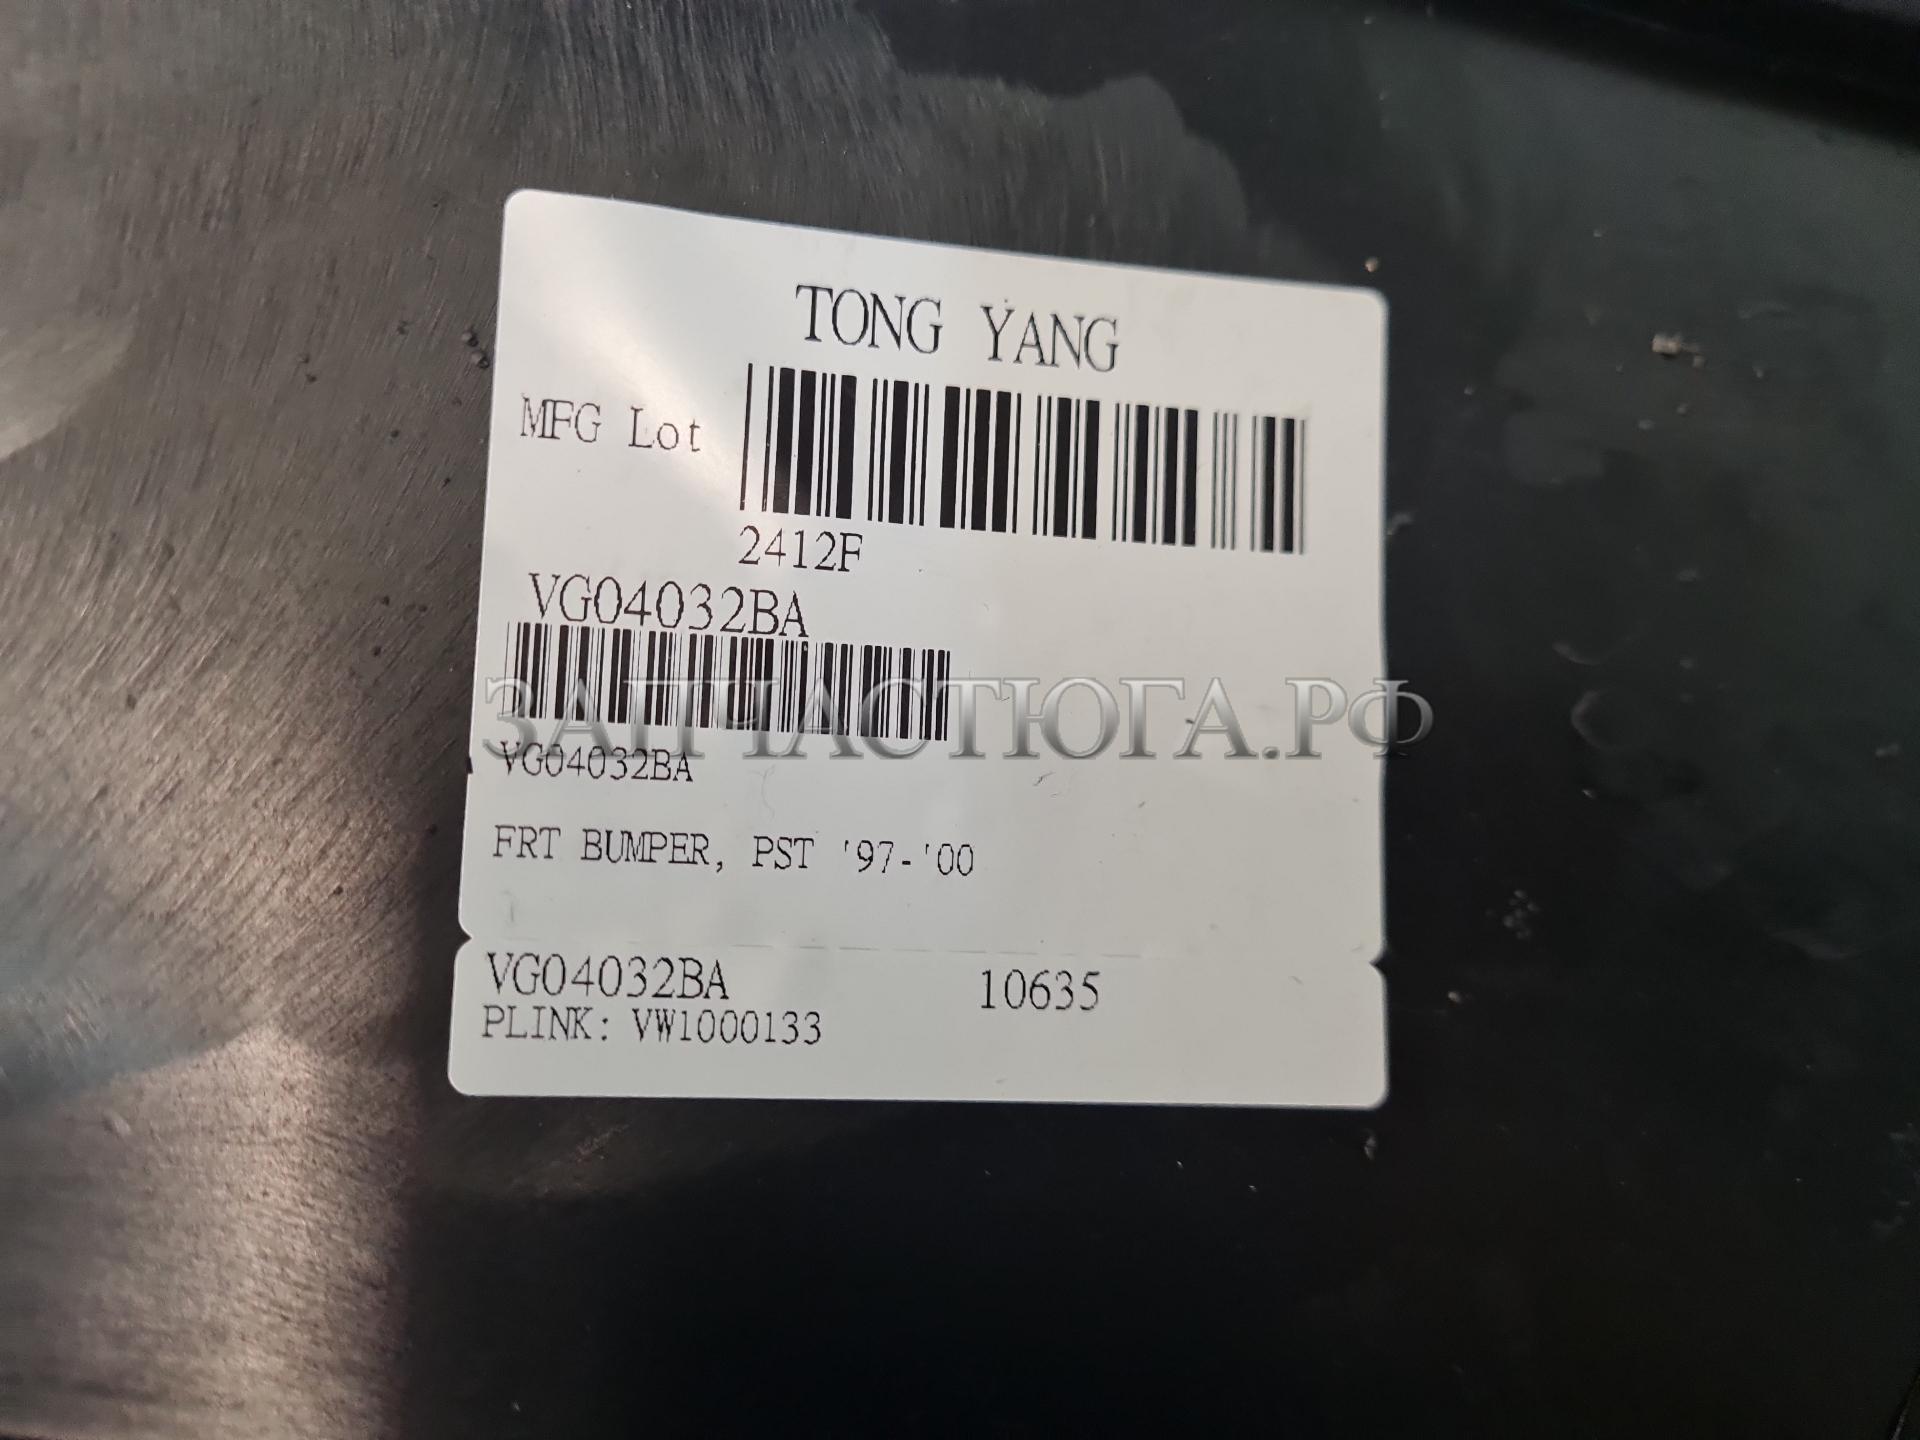 TONG YANG
MFG Lot
2412F
VG04032BA
ЗАПЧАСТЮГА.РФ
VG04032BA
FRT BUMPER, PST '97-'00
VG04032BA 10635
PLINK: VW1000133